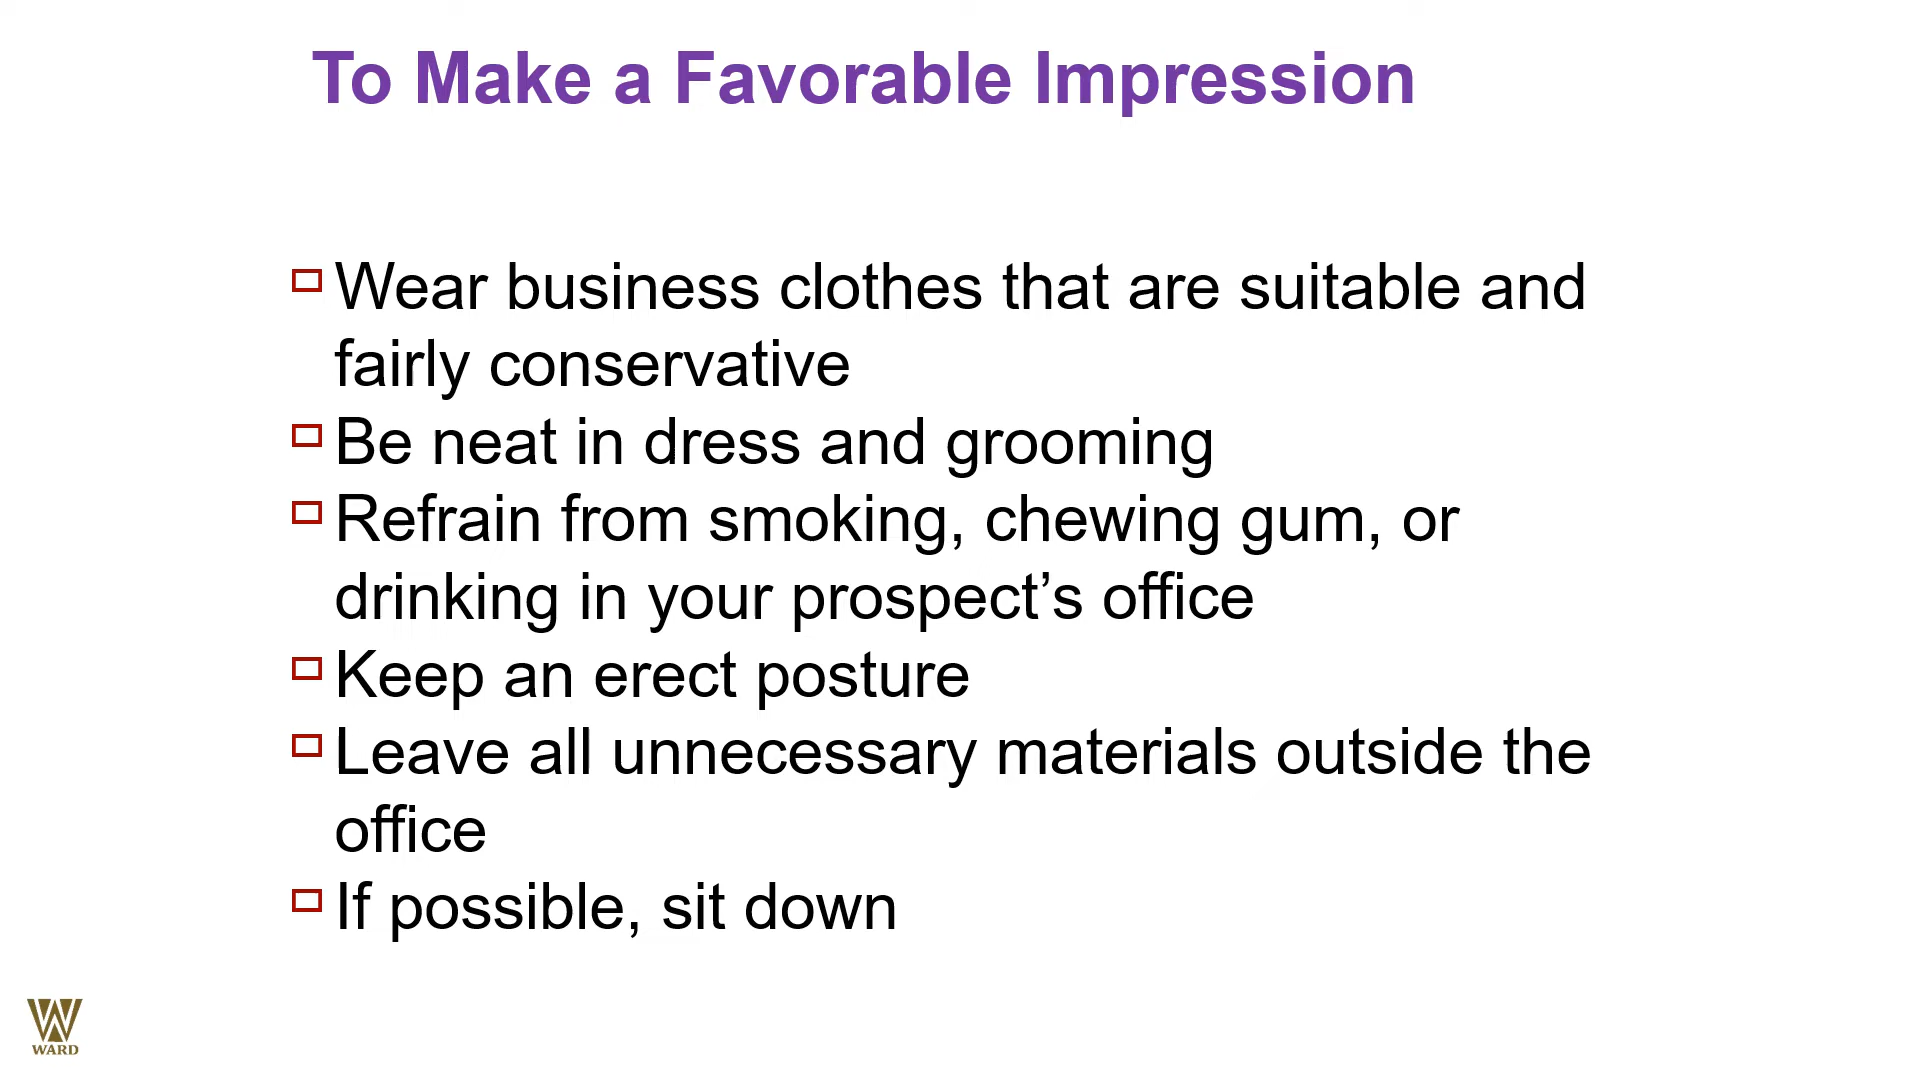 To Make a Favorable Impression
Wear business clothes that are suitable and
fairly conservative
Be neat in dress and grooming
Refrain from smoking, chewing gum, or
drinking in your prospect’s office
Keep an erect posture
Leave all unnecessary materials outside the
office
If possible, sit down
WARD